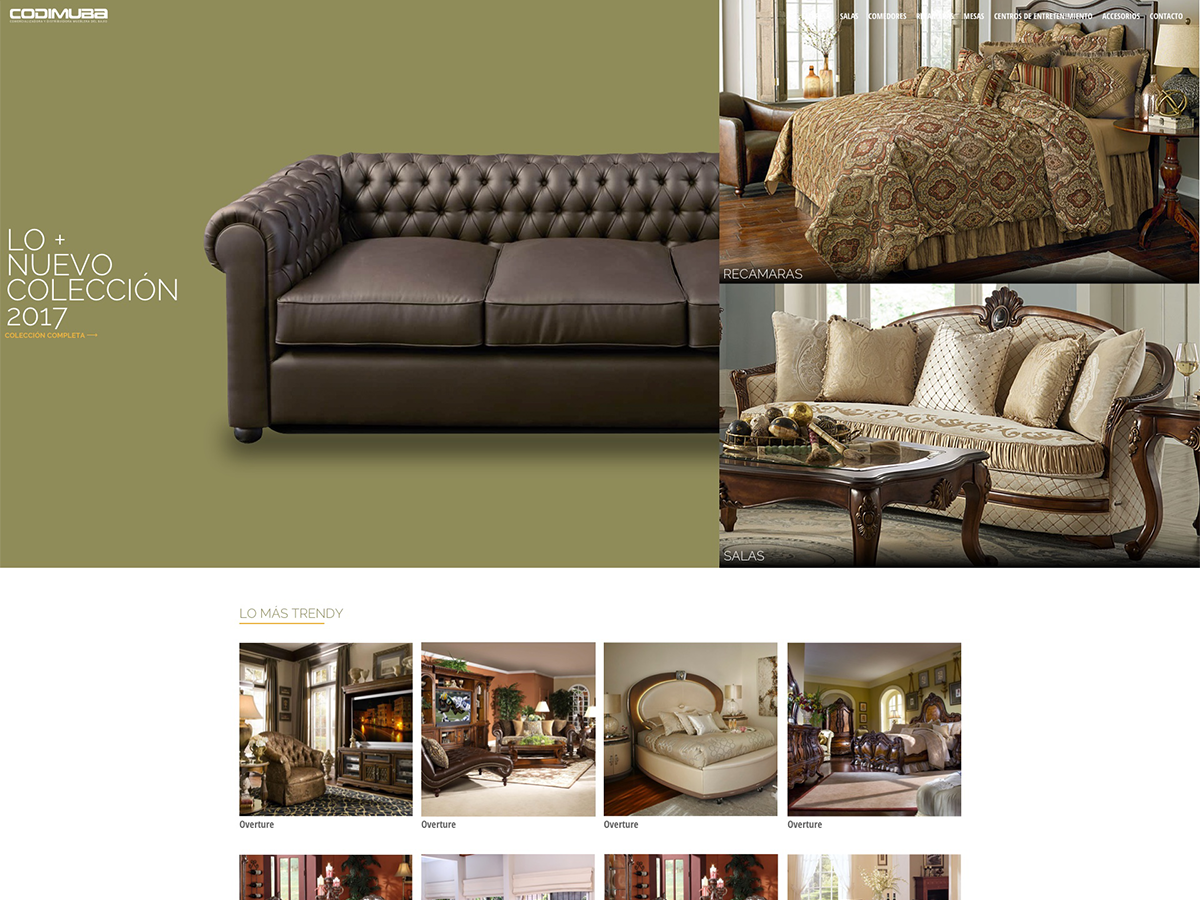 CODIMUBA
SALAS COMEDORES MESAS CENTROS DE ENTRETENIMIENTO ACCESORIOS CONTACTO
LO +
NUEVO
COLECCIÓN
2017
COLECCIÓN COMPLETA
RECAMARAS
SALAS
LO MÁS TRENDY
Overture Overture Overture Overture